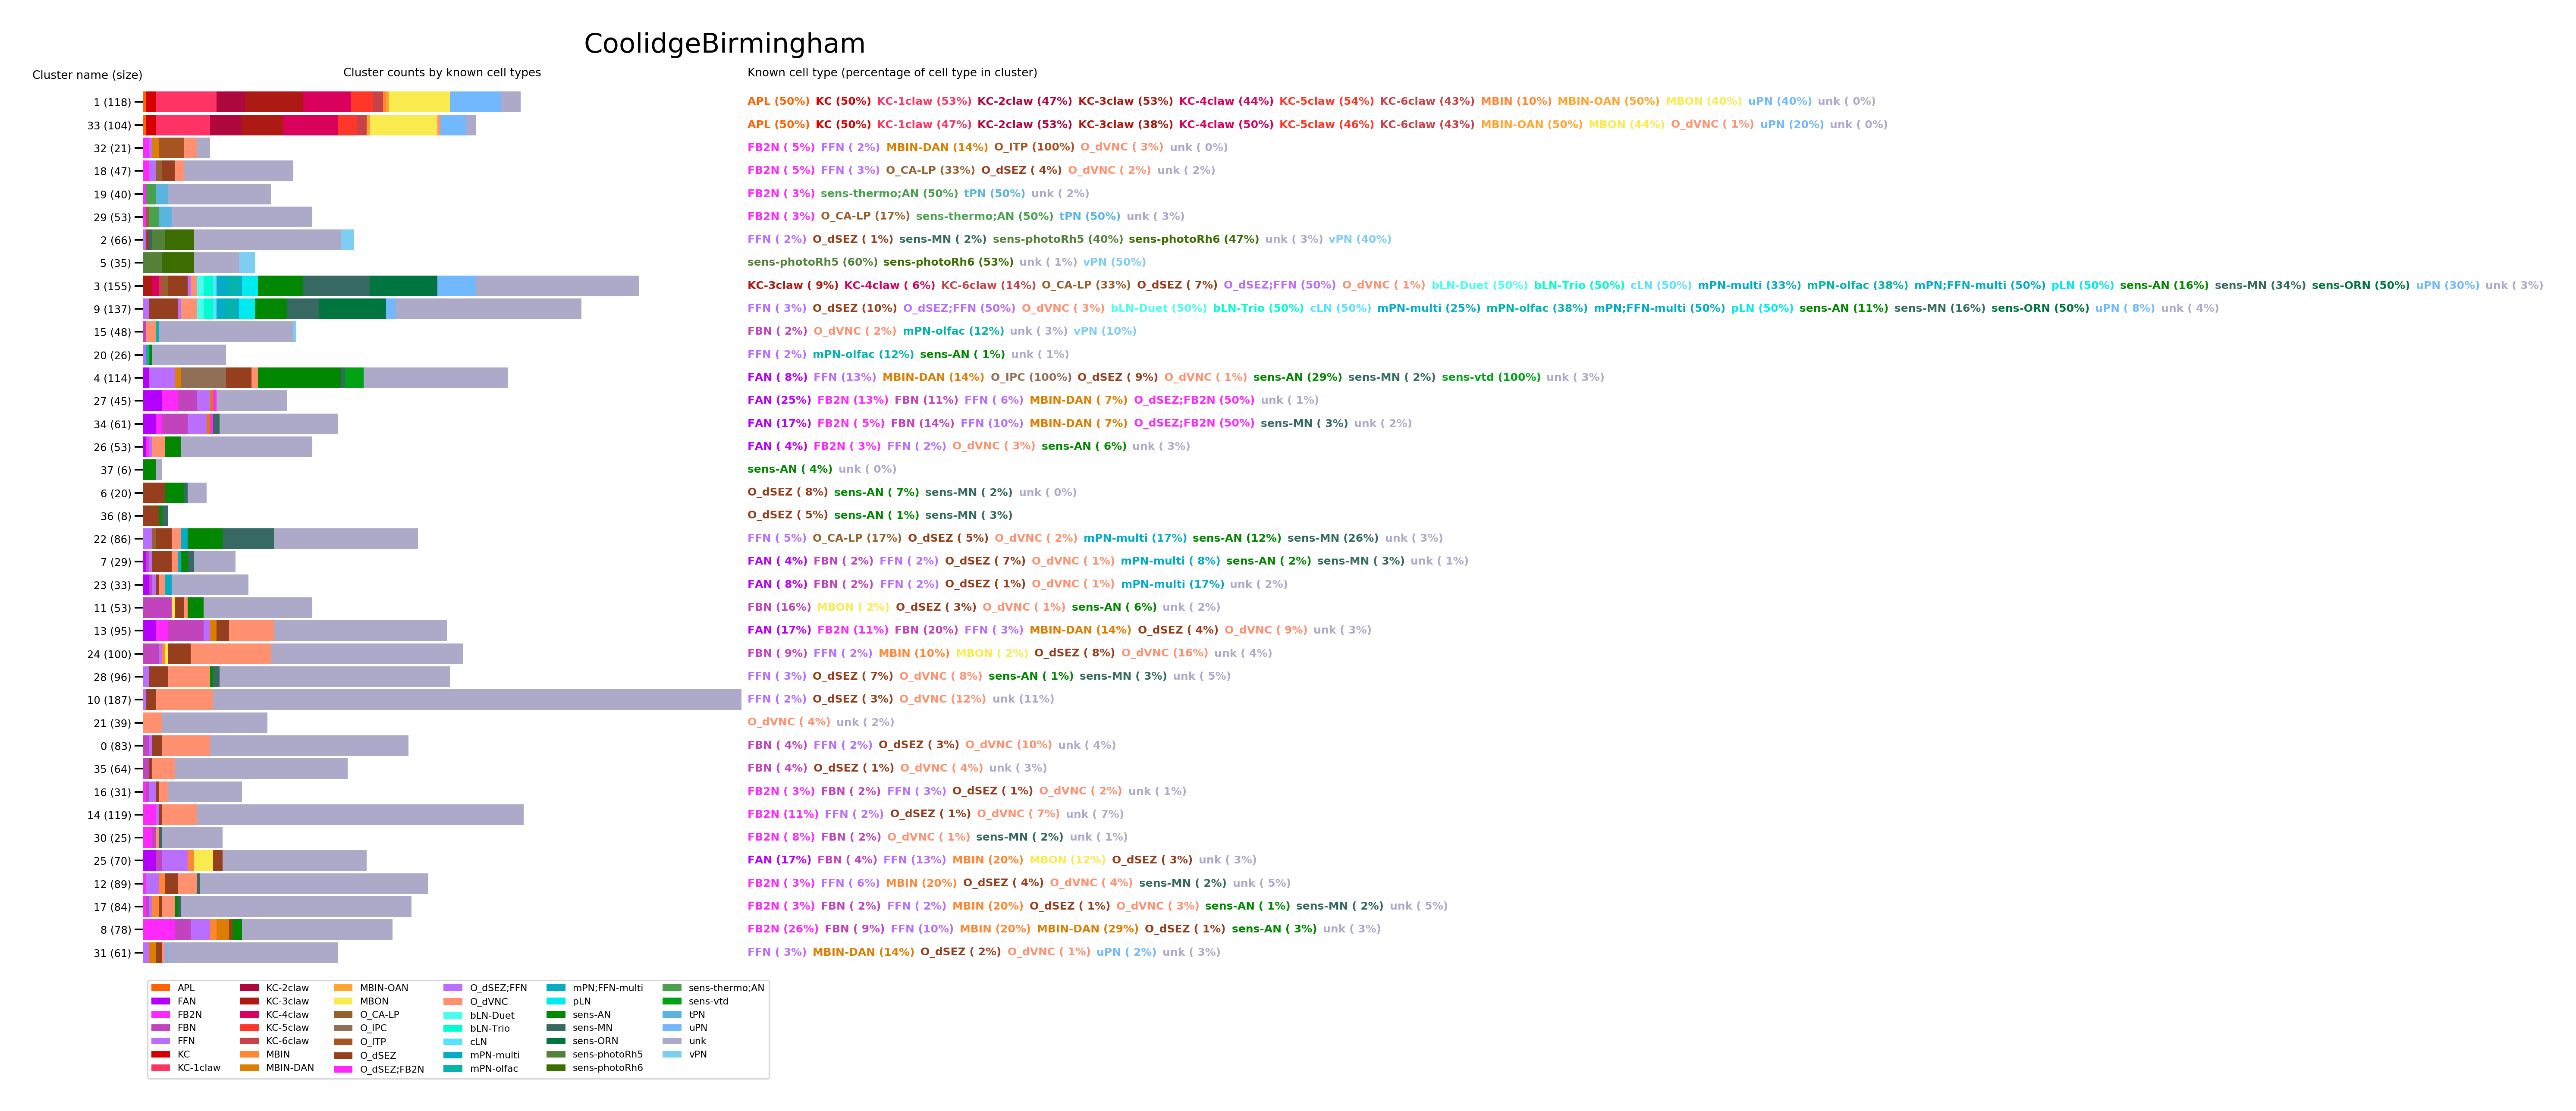 CoolidgeBirmingham
Cluster name (size) Cluster counts by known cell types Known cell type (percentage of cell type in cluster)
1 (118) APL (50%) KC (50%) KC-1claw (53%) KC-2claw (47%) KC-3claw (53%) KC-4claw (44%) KC-5claw (54%) KC-6claw (43%) MBIN (10%) MBIN-OAN (50%) MBON (40%) uPN (40%) unk ( 0%)
33 (104) APL (50%) KC (50%) KC-1claw (47%) KC-2claw (53%) KC-3claw (38%) KC-4claw (50%) KC-5claw (46%) KC-6claw (43%) MBIN-OAN (50%) MBON (44%) O_dVNC ( 1%) uPN (20%) unk ( 0%)
32 (21) FB2N ( 5%) FFN ( 2%) MBIN-DAN (14%) O_ITP (100%) O_dVNC ( 3%) unk ( 0%)
18 (47) FB2N ( 5%) FFN ( 3%) O_CA-LP (33%) O_dSEZ ( 4%) O_dVNC ( 2%) unk ( 2%)
19 (40) FB2N ( 3%) sens-thermo;AN (50%) tPN (50%) unk ( 2%)
29 (53) FB2N ( 3%) O_CA-LP (17%) sens-thermo;AN (50%) tPN (50%) unk ( 3%)
2 (66) FFN ( 2%) O_dSEZ ( 1%) sens-MN ( 2%) sens-photoRh5 (40%) sens-photoRh6 (47%) unk ( 3%) vPN (40%)
5 (35) sens-photoRh5 (60%) sens-photoRh6 (53%) unk ( 1%) vPN (50%)
3 (155) KC-3claw ( 9%) KC-4claw ( 6%) KC-6claw (14%) O_CA-LP (33%) O_dSEZ ( 7%) O_dSEZ;FFN (50%) O_dVNC ( 1%) bLN-Duet (50%) bLN-Trio (50%) cLN (50%) mPN-multi (33%) mPN-olfac (38%) mPN;FFN-multi (50%) pLN (50%) sens-AN (16%) sens-MN (34%) sens-ORN (50%) uPN (30%) unk ( 3%)
9 (137) FFN ( 3%) O_dSEZ (10%) O_dSEZ;FFN (50%) O_dVNC ( 3%) bLN-Duet (50%) bLN-Trio (50%) cLN (50%) mPN-multi (25%) mPN-olfac (38%) mPN;FFN-multi (50%) pLN (50%) sens-AN (11%) sens-MN (16%) sens-ORN (50%) uPN ( 8%) unk ( 4%)
15 (48) FBN ( 2%) O_dVNC ( 2%) mPN-olfac (12%) unk ( 3%) vPN (10%)
20 (26) FFN ( 2%) mPN-olfac (12%) sens-AN ( 1%) unk ( 1%)
4 (114) FAN ( 8%) FFN (13%) MBIN-DAN (14%) O_IPC (100%) O_dSEZ ( 9%) O_dVNC ( 1%) sens-AN (29%) sens-MN ( 2%) sens-vtd (100%) unk ( 3%)
27 (45) FAN (25%) FB2N (13%) FBN (11%) FFN ( 6%) MBIN-DAN ( 7%) O_dSEZ;FB2N (50%) unk ( 1%)
34 (61) FAN (17%) FB2N ( 5%) FBN (14%) FFN (10%) MBIN-DAN ( 7%) O_dSEZ;FB2N (50%) sens-MN ( 3%) unk ( 2%)
26 (53) FAN ( 4%) FB2N ( 3%) FFN ( 2%) O_dVNC ( 3%) sens-AN ( 6%) unk ( 3%)
37 (6) sens-AN ( 4%) unk ( 0%)
6 (20) O_dSEZ ( 8%) sens-AN ( 7%) sens-MN ( 2%) unk ( 0%)
36 (8) O_dSEZ ( 5%) sens-AN ( 1%) sens-MN ( 3%)
22 (86) FFN ( 5%) O_CA-LP (17%) O_dSEZ ( 5%) O_dVNC ( 2%) mPN-multi (17%) sens-AN (12%) sens-MN (26%) unk ( 3%)
7 (29) FAN ( 4%) FBN ( 2%) FFN ( 2%) O_dSEZ ( 7%) O_dVNC ( 1%) mPN-multi ( 8%) sens-AN ( 2%) sens-MN ( 3%) unk ( 1%)
23 (33) FAN ( 8%) FBN ( 2%) FFN ( 2%) O_dSEZ ( 1%) O_dVNC ( 1%) mPN-multi (17%) unk ( 2%)
11 (53) FBN (16%) MBON ( 2%) O_dSEZ ( 3%) O_dVNC ( 1%) sens-AN ( 6%) unk ( 2%)
13 (95) FAN (17%) FB2N (11%) FBN (20%) FFN ( 3%) MBIN-DAN (14%) O_dSEZ ( 4%) O_dVNC ( 9%) unk ( 3%)
24 (100) FBN ( 9%) FFN ( 2%) MBIN (10%) MBON ( 2%) O_dSEZ ( 8%) O_dVNC (16%) unk ( 4%)
28 (96) FFN ( 3%) O_dSEZ ( 7%) O_dVNC ( 8%) sens-AN ( 1%) sens-MN ( 3%) unk ( 5%)
10 (187) FFN ( 2%) O_dSEZ ( 3%) O_dVNC (12%) unk (11%)
21 (39) O_dVNC ( 4%) unk ( 2%)
0 (83) FBN ( 4%) FFN ( 2%) O_dSEZ ( 3%) O_dVNC (10%) unk ( 4%)
35 (64) FBN ( 4%) O_dSEZ ( 1%) O_dVNC ( 4%) unk ( 3%)
16 (31) FB2N ( 3%) FBN ( 2%) FFN ( 3%) O_dSEZ ( 1%) O_dVNC ( 2%) unk ( 1%)
14 (119) FB2N (11%) FFN ( 2%) O_dSEZ ( 1%) O_dVNC ( 7%) unk ( 7%)
30 (25) FB2N ( 8%) FBN ( 2%) O_dVNC ( 1%) sens-MN ( 2%) unk ( 1%)
25 (70) FAN (17%) FBN ( 4%) FFN (13%) MBIN (20%) MBON (12%) O_dSEZ ( 3%) unk ( 3%)
12 (89) FB2N ( 3%) FFN ( 6%) MBIN (20%) O_dSEZ ( 4%) O_dVNC ( 4%) sens-MN ( 2%) unk ( 5%)
17 (84) FB2N ( 3%) FBN ( 2%) FFN ( 2%) MBIN (20%) O_dSEZ ( 1%) O_dVNC ( 3%) sens-AN ( 1%) sens-MN ( 2%) unk ( 5%)
8 (78) FB2N (26%) FBN ( 9%) FFN (10%) MBIN (20%) MBIN-DAN (29%) O_dSEZ ( 1%) sens-AN ( 3%) unk ( 3%)
31 (61) FFN ( 3%) MBIN-DAN (14%) O_dSEZ ( 2%) O_dVNC ( 1%) uPN ( 2%) unk ( 3%)
APL KC-2claw MBIN-OAN O_dSEZ;FFN mPN;FFN-multi sens-thermo;AN
FAN KC-3claw MBON O_dVNC pLN sens-vtd
FB2N KC-4claw O_CA-LP bLN-Duet sens-AN tPN
FBN KC-5claw O_IPC bLN-Trio sens-MN uPN
FFN KC-6claw O_ITP cLN sens-ORN unk
KC MBIN O_dSEZ mPN-multi sens-photoRh5 vPN
KC-1claw MBIN-DAN O_dSEZ;FB2N mPN-olfac sens-photoRh6